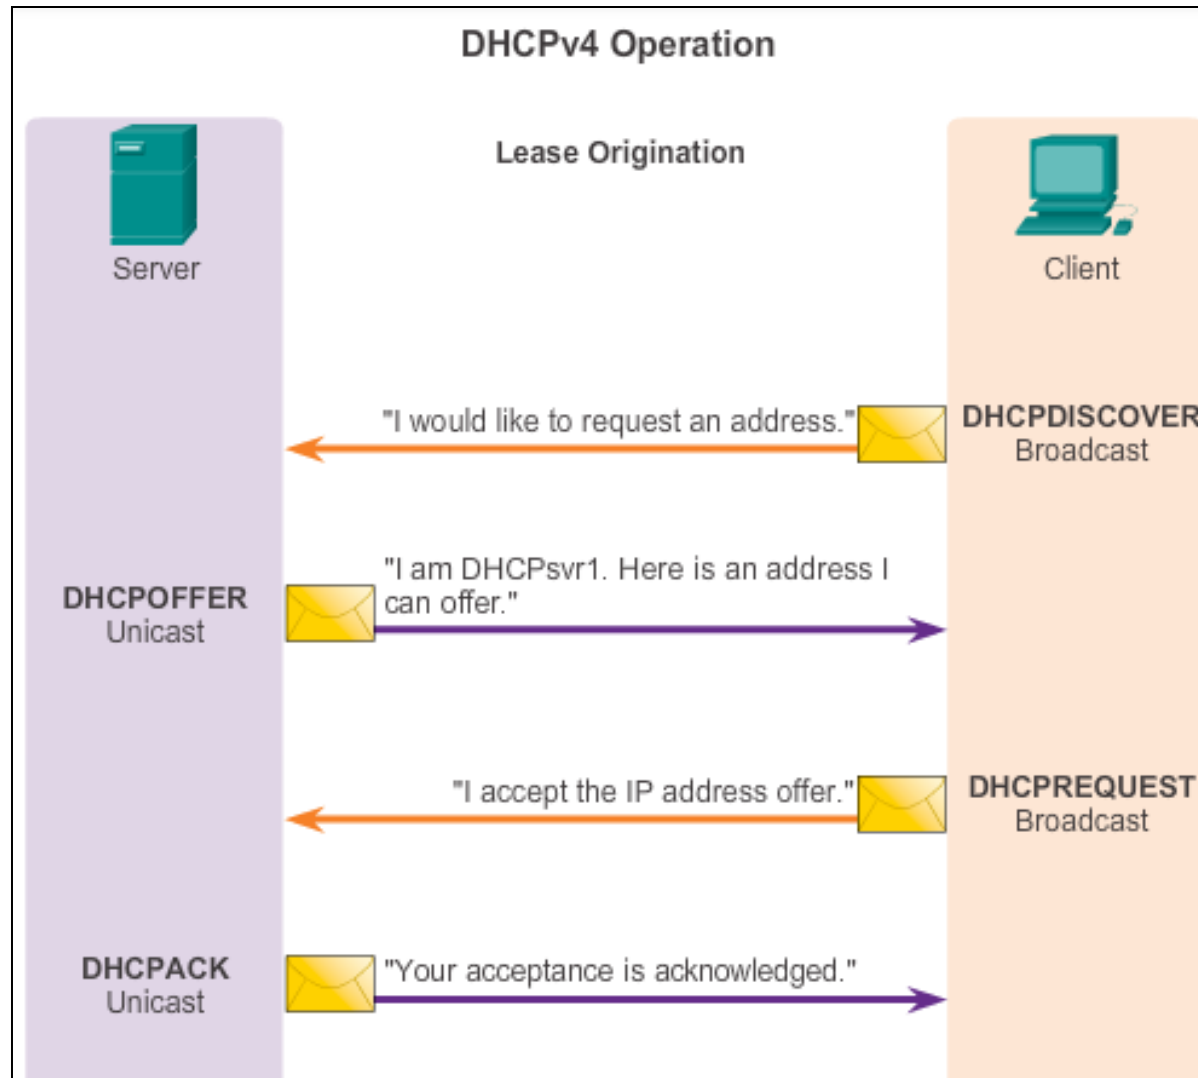 DHCPv4 Operation
Lease Origination
Server
Client
"I would like to request an address."
DHCPDISCOVER
Broadcast
"I am DHCPsvr1. Here is an address I
can offer."
DHCPOFFER
Unicast
"I accept the IP address offer."
DHCPREQUEST
Broadcast
DHCPACK
Unicast
"Your acceptance is acknowledged."